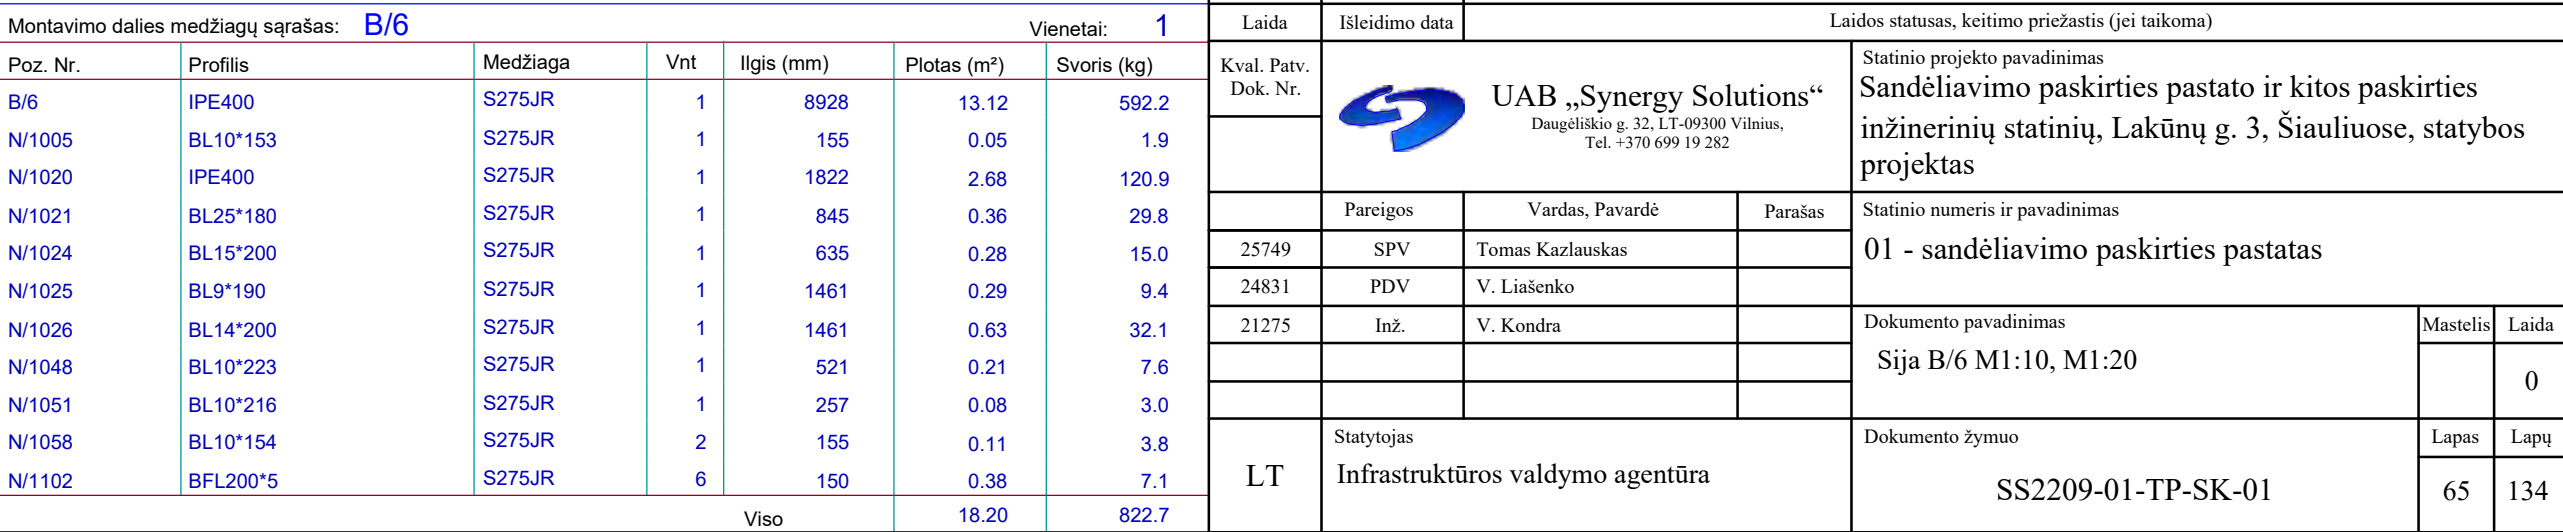 Montavimo dalies medžiagų sąrašas: B/6 Vienetai: 1
Poz. Nr. Profilis Medžiaga Vnt Ilgis (mm) Plotas (m²) Svoris (kg)
B/6 IPE400 S275JR 1 8928 13.12 592.2
N/1005 BL10*153 S275JR 1 155 0.05 1.9
N/1020 IPE400 S275JR 1 1822 2.68 120.9
N/1021 BL25*180 S275JR 1 845 0.36 29.8
N/1024 BL15*200 S275JR 1 635 0.28 15.0
N/1025 BL9*190 S275JR 1 1461 0.29 9.4
N/1026 BL14*200 S275JR 1 1461 0.63 32.1
N/1048 BL10*223 S275JR 1 521 0.21 7.6
N/1051 BL10*216 S275JR 1 257 0.08 3.0
N/1058 BL10*154 S275JR 2 155 0.11 3.8
N/1102 BFL200*5 S275JR 6 150 0.38 7.1
Viso 18.20 822.7
Laida Išleidimo data Laidos statusas, keitimo priežastis (jei taikoma)
Kval. Patv.
Dok. Nr.
UAB „Synergy Solutions“
Daugėliškio g. 32, LT-09300 Vilnius,
Tel. +370 699 19 282
Statinio projekto pavadinimas
Sandėliavimo paskirties pastato ir kitos paskirties
inžinerinių statinių, Lakūnų g. 3, Šiauliuose, statybos
projektas
Pareigos Vardas, Pavardė Parašas
25749 SPV Tomas Kazlauskas
24831 PDV V. Liašenko
21275 Inž. V. Kondra
Statinio numeris ir pavadinimas
01 - sandėliavimo paskirties pastatas
Dokumento pavadinimas Mastelis Laida
Sija B/6 M1:10, M1:20
0
LT
Statytojas
Infrastruktūros valdymo agentūra
Dokumento žymuo Lapas Lapų
SS2209-01-TP-SK-01 65 134